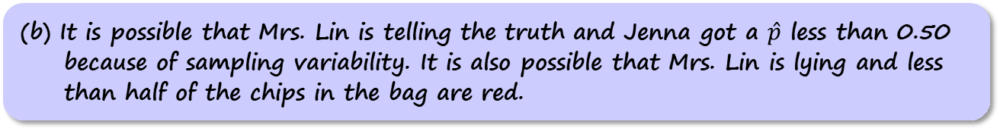 (b) It is possible that Mrs. Lin is telling the truth and Jenna got a p̂ less than 0.50
because of sampling variability. It is also possible that Mrs. Lin is lying and less
than half of the chips in the bag are red.